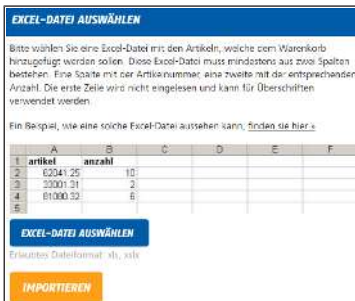 EXCEL-DATEI AUSWÄHLEN
Bitte wählen Sie eine Excel-Datei mit den Artikeln, welche dem Warenkorb
hinzugefügt werden sollen. Diese Excel-Datei muss mindestens aus zwei Spalten
bestehen. Eine Spalte mit der Artikelnummer, eine zweite mit der entsprechenden
Anzahl. Die erste Zeile wird nicht eingelesen und kann für Überschriften
verwendet werden.
Ein Beispiel, wie eine solche Excel-Datei aussehen kann, finden sie hier »
A B C D E F
1 artikel anzahl
2 62041.25 10
3 33001.31 2
4 61080.32 6
5
EXCEL-DATEI AUSWÄHLEN
Erlaubtes Dateiformat: xls, xslx
IMPORTIEREN